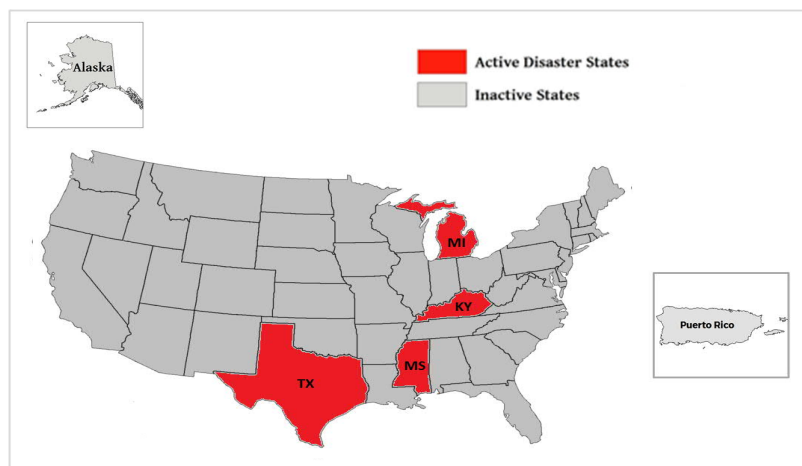 Alaska
Active Disaster States
Inactive States
MI
KY
MS
TX
Puerto Rico